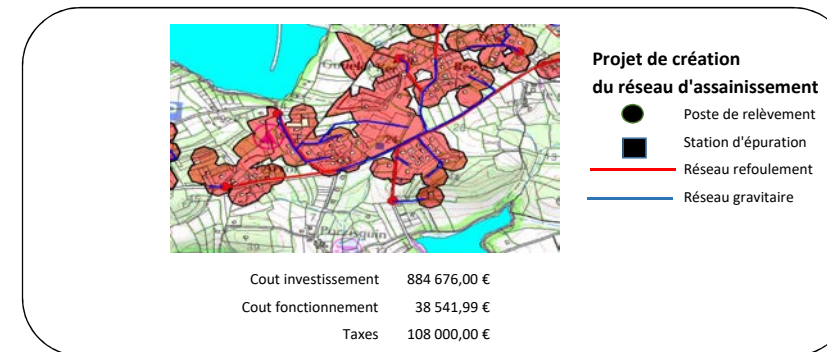 Projet de création
du réseau d'assainissement
Poste de relèvement
Station d'épuration
Réseau refoulement
Réseau gravitaire
Porzisquin
Cout investissement 884 676,00 €
Cout fonctionnement 38 541,99 €
Taxes 108 000,00 €